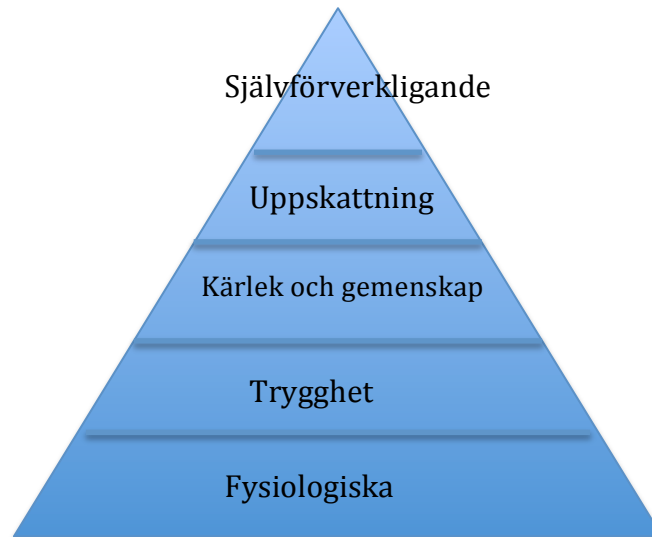 Självförverkligande
Uppskattning
Kärlek och gemenskap
Trygghet
Fysiologiska